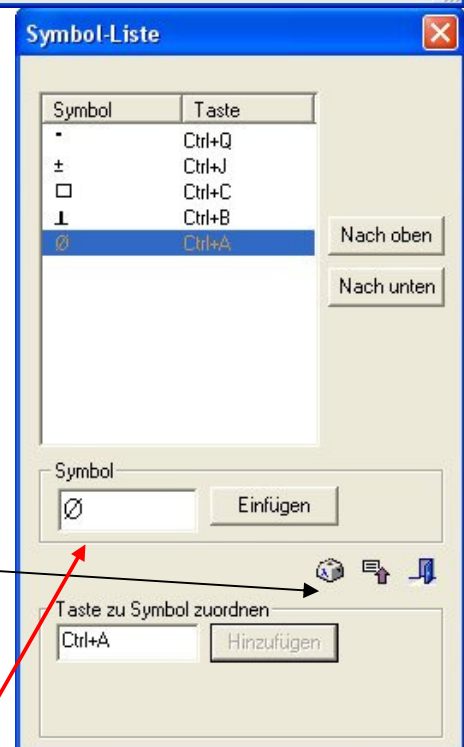 Symbol-Liste
Symbol Taste
▪ Ctrl+Q
± Ctrl+J
□ Ctrl+C
⊥ Ctrl+B
Ø Ctrl+A
Nach oben
Nach unten
Symbol
Ø Einfügen
Taste zu Symbol zuordnen
Ctrl+A Hinzufügen